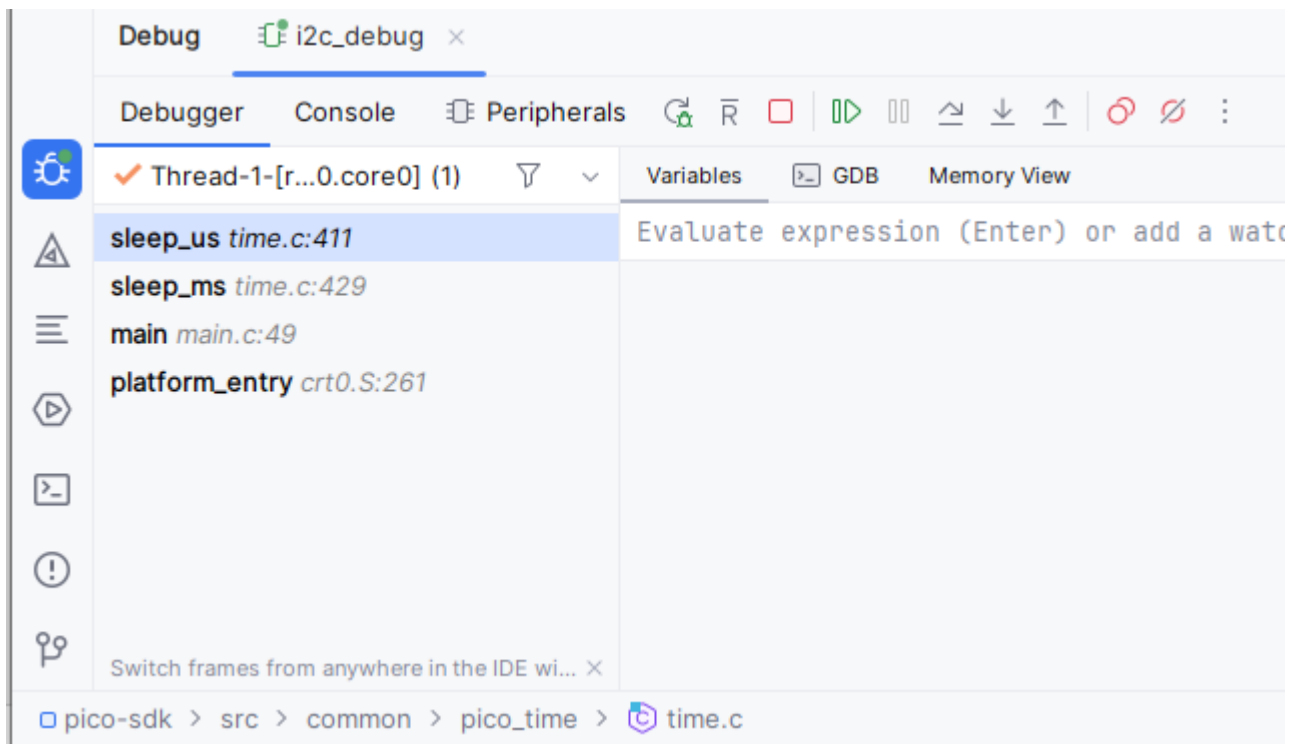 Debug i2c_debug ×
Debugger Console Peripherals
Thread-1-[r...0.core0] (1)
Variables GDB Memory View
Evaluate expression (Enter) or add a watc
sleep_us time.c:411
sleep_ms time.c:429
main main.c:49
platform_entry crt0.S:261
Switch frames from anywhere in the IDE wi... ×
pico-sdk > src > common > pico_time > time.c